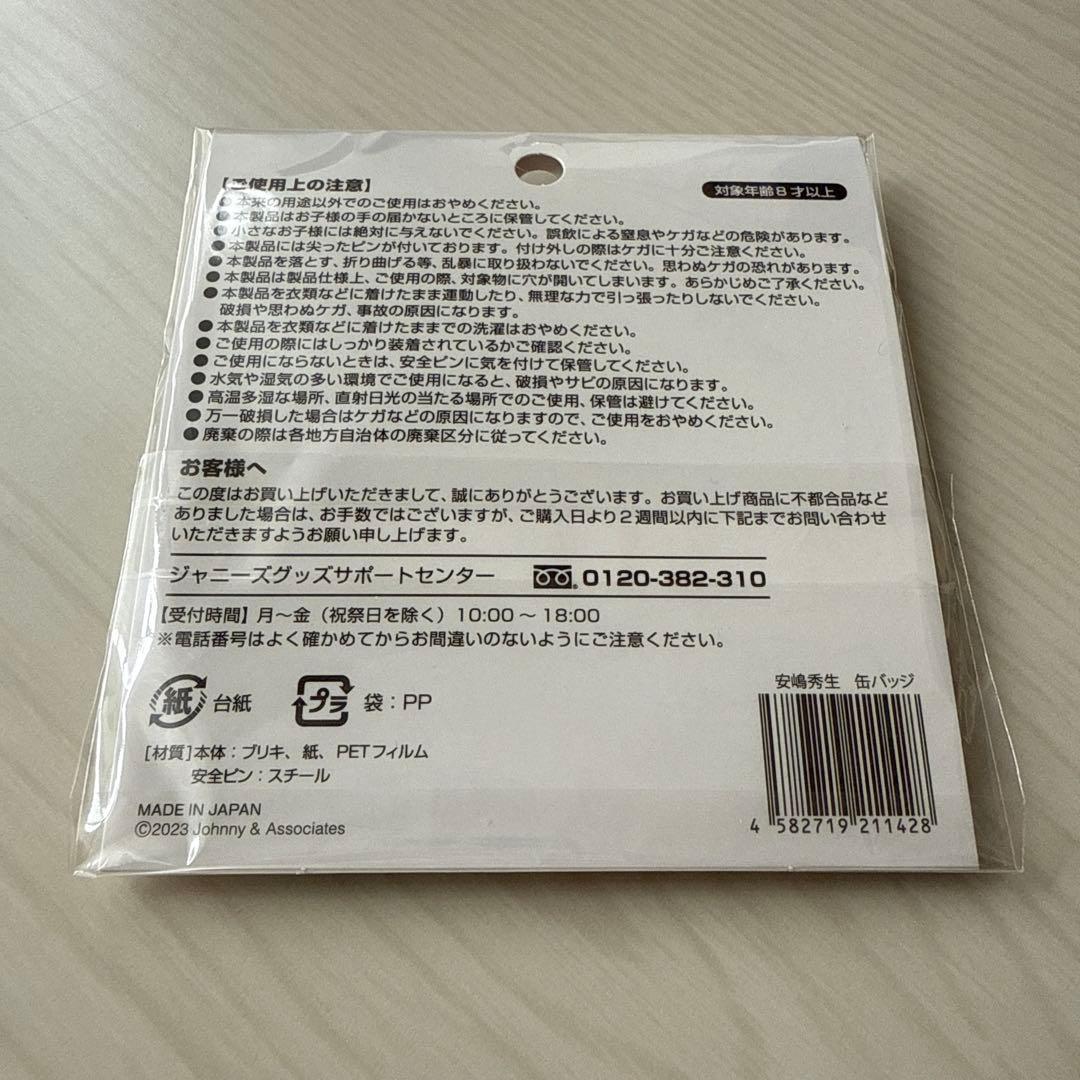 【ご使用上の注意】
対象年齢8才以上
●本来の用途以外でのご使用はおやめください。
●本製品はお子様の手の届かないところに保管してください。
●小さなお子様には絶対に与えないでください。誤飲による窒息やケガなどの危険があります。
●本製品には尖ったピンが付いております。付け外しの際はケガに十分ご注意ください。
●本製品を落とす、折り曲げる等、乱暴に取り扱わないでください。思わぬケガの恐れがあります。
●本製品は製品仕様上、ご使用の際、対象物に穴が開いてしまいます。あらかじめご了承ください。
●本製品を衣類などに着けたまま運動したり、無理な力で引っ張ったりしないでください。
破損や思わぬケガ、事故の原因になります。
●本製品を衣類などに着けたままでの洗濯はおやめください。
●ご使用の際にはしっかり装着されているかご確認ください。
●ご使用にならないときは、安全ピンに気を付けて保管してください。
●水気や湿気の多い環境でご使用になると、破損やサビの原因になります。
●高温多湿な場所、直射日光の当たる場所でのご使用、保管は避けてください。
●万一破損した場合はケガなどの原因になりますので、ご使用をおやめください。
●廃棄の際は各地方自治体の廃棄区分に従ってください。
お客様へ
この度はお買い上げいただきまして、誠にありがとうございます。お買い上げ商品に不都合品など
ありました場合は、お手数ではございますが、ご購入日より2週間以内に下記までお問い合わせ
いただきますようお願い申し上げます。
ジャニーズグッズサポートセンター 0120-382-310
【受付時間】月～金（祝祭日を除く）10:00～18:00
※電話番号はよく確かめてからお間違いのないようにご注意ください。
紙 台紙 プラ 袋：PP
安嶋秀生 缶バッジ
[材質]本体：ブリキ、紙、PETフィルム
安全ピン：スチール
MADE IN JAPAN
©2023 Johnny & Associates
4 582719 211428